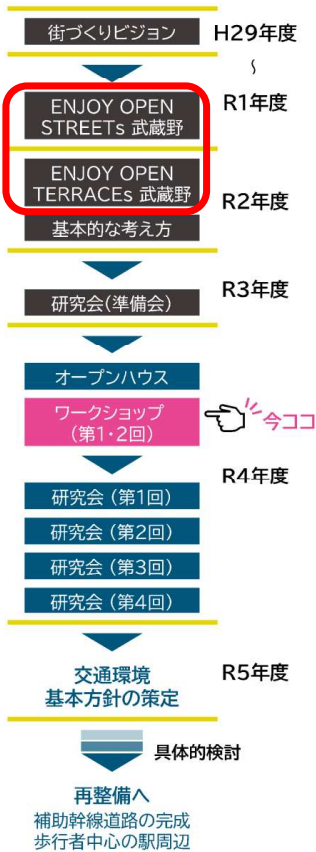 街づくりビジョン
H29年度
~
ENJOY OPEN
STREETs 武蔵野
R1年度
ENJOY OPEN
TERRACEs 武蔵野
R2年度
基本的な考え方
研究会(準備会)
R3年度
オープンハウス
ワークショップ
(第1・2回)
今ココ
R4年度
研究会 (第1回)
研究会 (第2回)
研究会 (第3回)
研究会 (第4回)
交通環境
基本方針の策定
R5年度
具体的検討
再整備へ
補助幹線道路の完成
歩行者中心の駅周辺